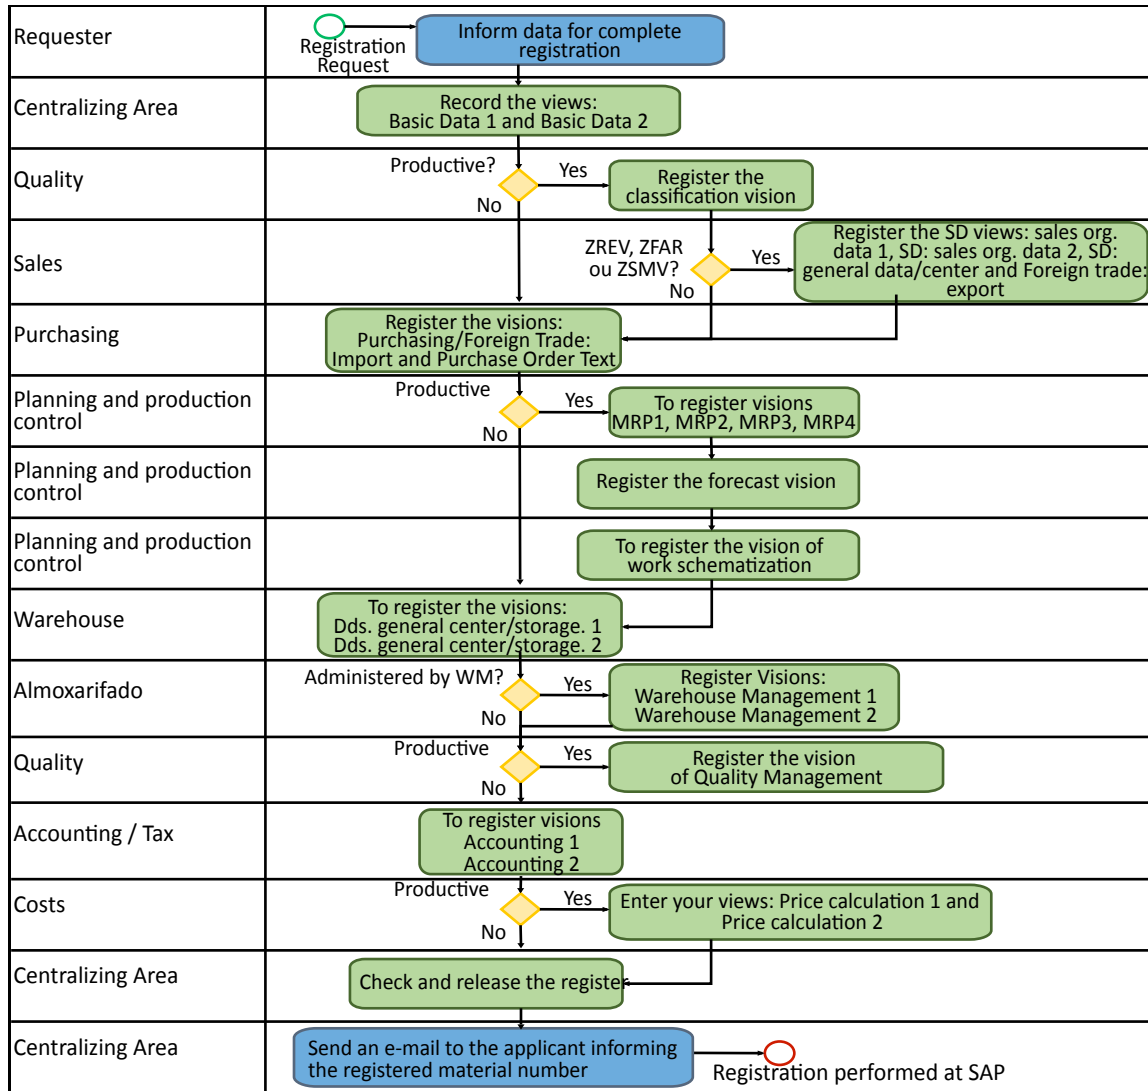 Requester
Registration
Request
Inform data for complete
registration
Centralizing Area
Record the views:
Basic Data 1 and Basic Data 2
Quality
Productive?
Yes
No
Register the
classification vision
Sales
ZREV, ZFAR
ou ZSMV?
Yes
No
Register the SD views: sales org.
data 1, SD: sales org. data 2, SD:
general data/center and Foreign trade:
export
Purchasing
Register the visions:
Purchasing/Foreign Trade:
Import and Purchase Order Text
Planning and production
control
Productive
Yes
No
To register visions
MRP1, MRP2, MRP3, MRP4
Planning and production
control
Register the forecast vision
Planning and production
control
To register the vision of
work schematization
Warehouse
To register the visions:
Dds. general center/storage. 1
Dds. general center/storage. 2
Almoxarifado
Administered by WM?
Yes
No
Register Visions:
Warehouse Management 1
Warehouse Management 2
Quality
Productive
Yes
No
Register the vision
of Quality Management
Accounting / Tax
To register visions
Accounting 1
Accounting 2
Costs
Productive
Yes
No
Enter your views: Price calculation 1 and
Price calculation 2
Centralizing Area
Check and release the register
Centralizing Area
Send an e-mail to the applicant informing
the registered material number
Registration performed at SAP